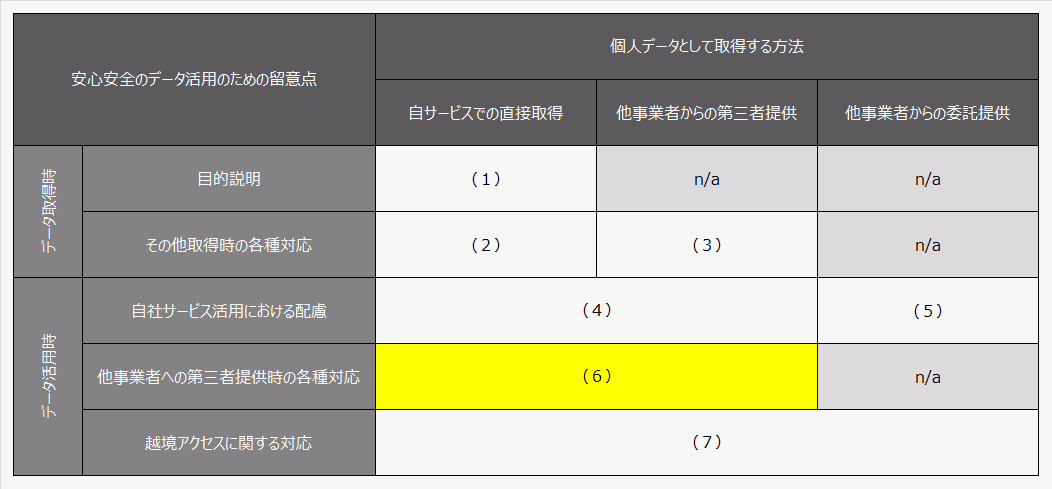 安心安全のデータ活用のための留意点
個人データとして取得する方法
自サービスでの直接取得
他事業者からの第三者提供
他事業者からの委託提供
データ取得時
目的説明
（１）
n/a
n/a
その他取得時の各種対応
（２）
（３）
n/a
データ活用時
自社サービス活用における配慮
（４）
（５）
他事業者への第三者提供時の各種対応
（６）
n/a
越境アクセスに関する対応
（７）